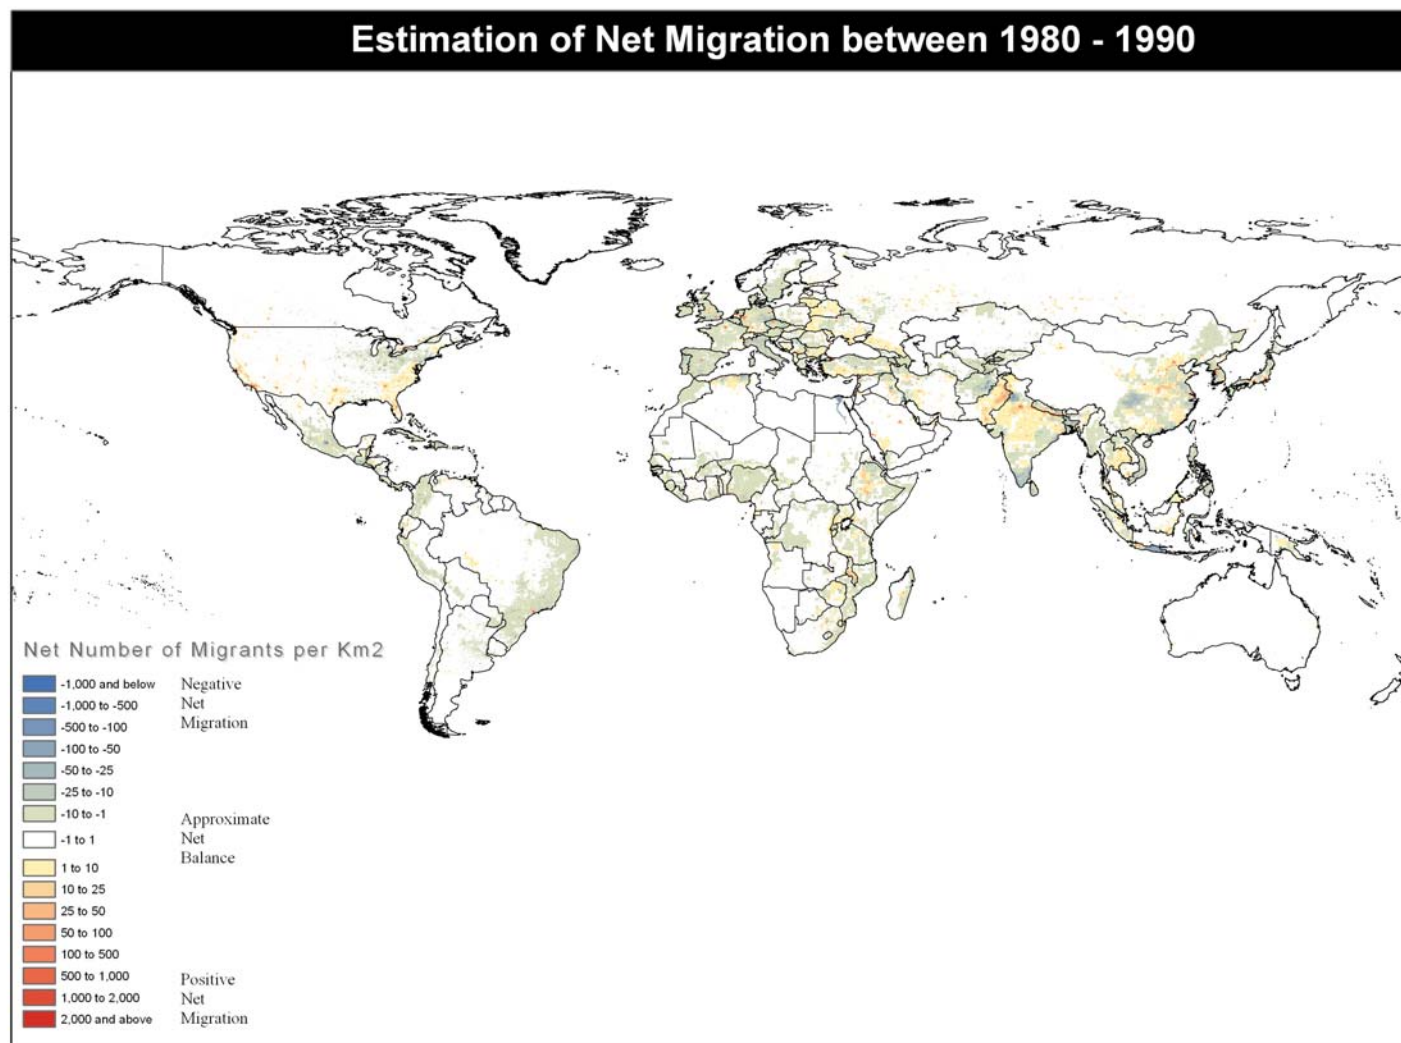 Estimation of Net Migration between 1980 - 1990
Net Number of Migrants per Km2
-1,000 and below
-1,000 to -500
-500 to -100
-100 to -50
-50 to -25
-25 to -10
-10 to -1
-1 to 1
1 to 10
10 to 25
25 to 50
50 to 100
100 to 500
500 to 1,000
1,000 to 2,000
2,000 and above
Negative
Net
Migration
Approximate
Net
Balance
Positive
Net
Migration